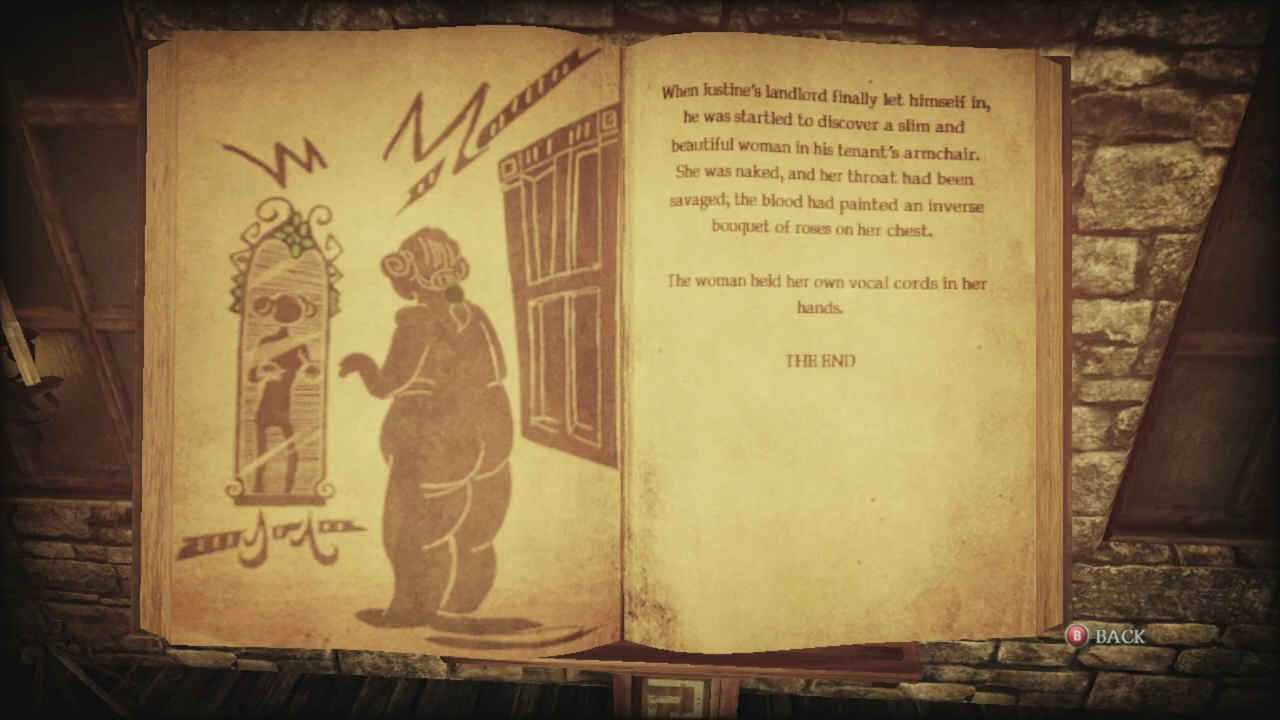 When Justine's landlord finally let himself in,
he was startled to discover a slim and
beautiful woman in his tenant's armchair.
She was naked, and her throat had been
savaged; the blood had painted an inverse
bouquet of roses on her chest.
The woman held her own vocal cords in her
hands.
THE END
B BACK